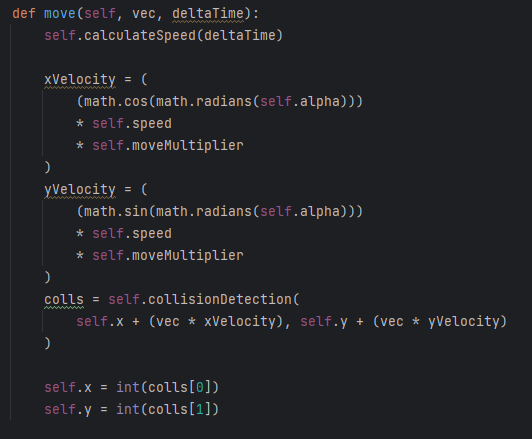 def move(self, vec, deltaTime):
    self.calculateSpeed(deltaTime)

    xVelocity = (
        (math.cos(math.radians(self.alpha)))
        * self.speed
        * self.moveMultiplier
    )
    yVelocity = (
        (math.sin(math.radians(self.alpha)))
        * self.speed
        * self.moveMultiplier
    )
    colls = self.collisionDetection(
        self.x + (vec * xVelocity), self.y + (vec * yVelocity)
    )

    self.x = int(colls[0])
    self.y = int(colls[1])